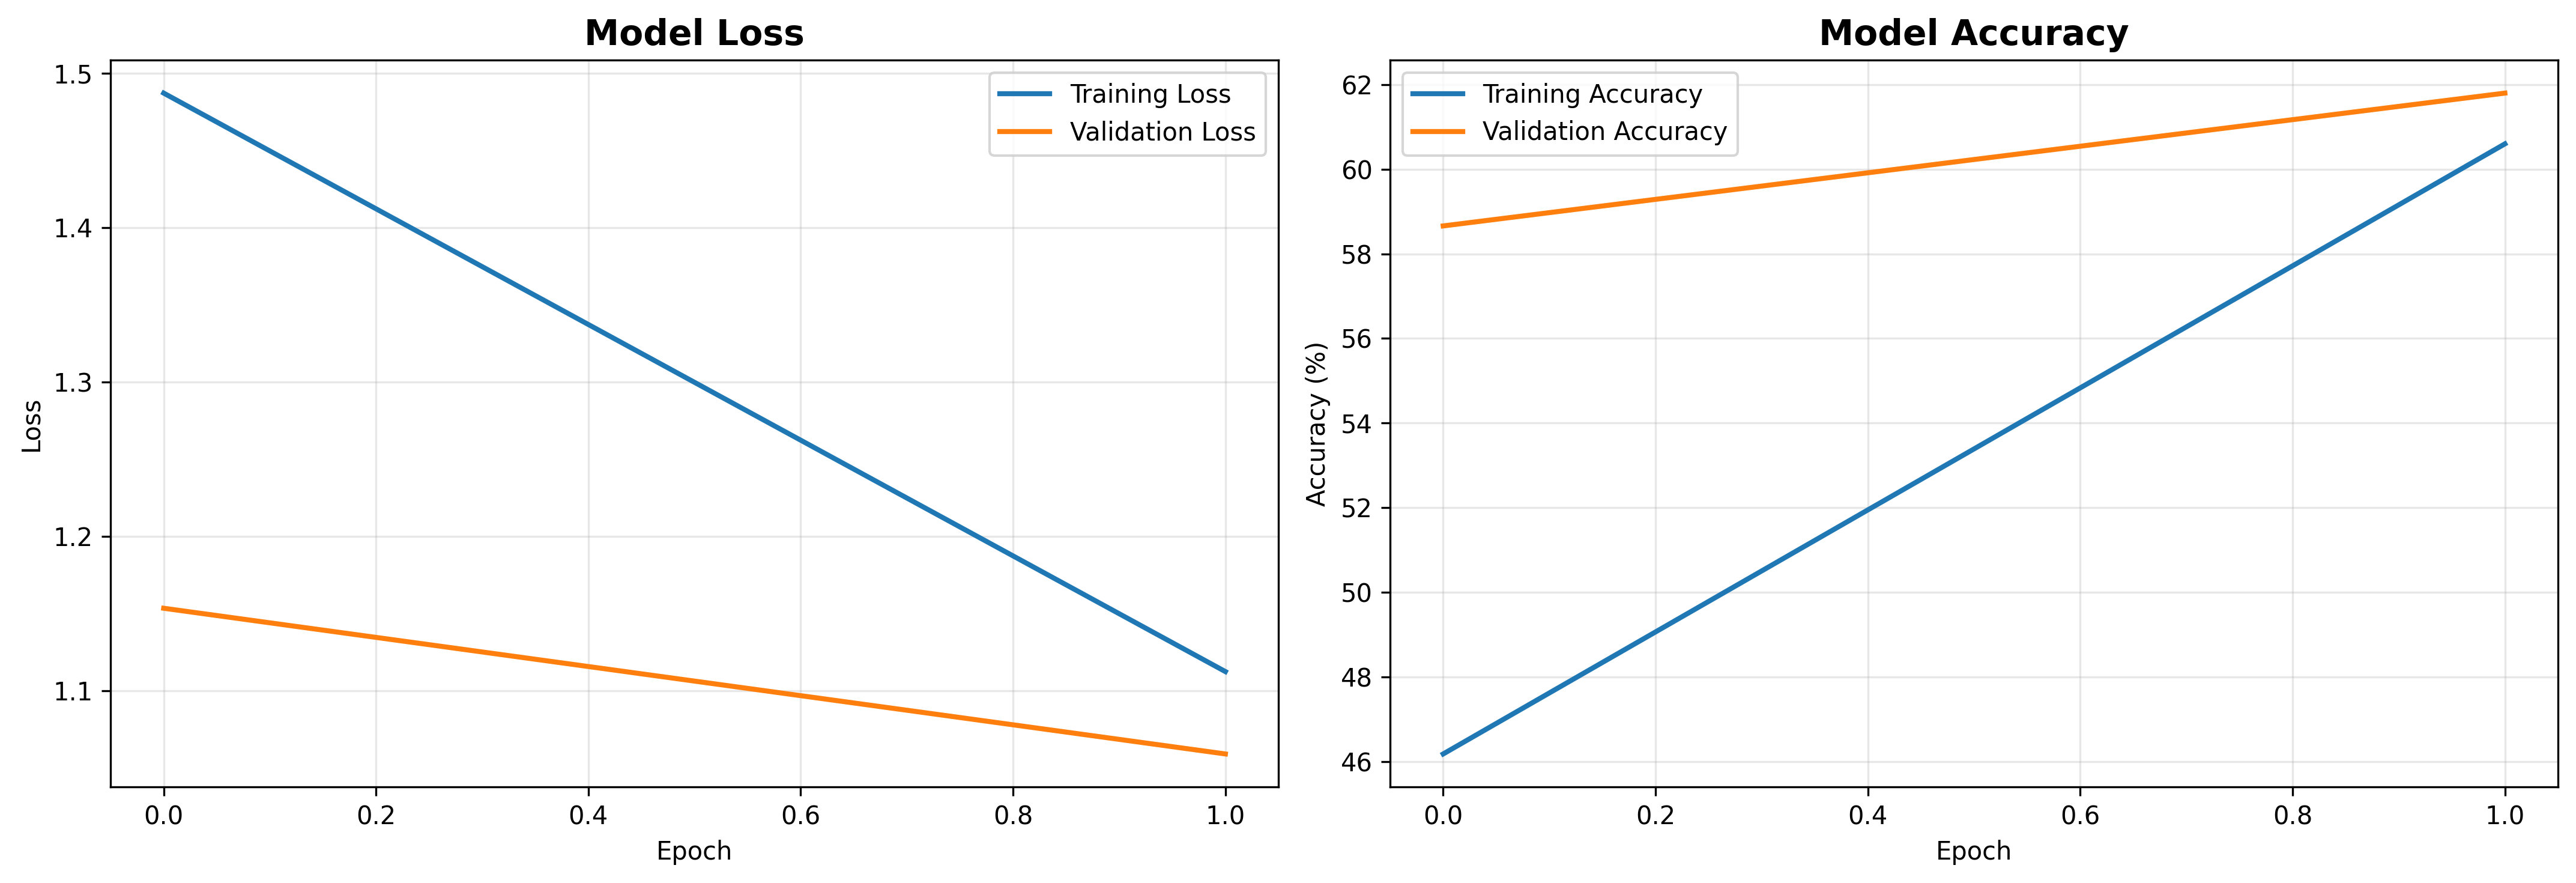 Model Loss
1.5
1.4
1.3
1.2
1.1
Loss
Training Loss
Validation Loss
0.0 0.2 0.4 0.6 0.8 1.0
Epoch
Model Accuracy
62
60
58
56
54
52
50
48
46
Accuracy (%)
Training Accuracy
Validation Accuracy
0.0 0.2 0.4 0.6 0.8 1.0
Epoch